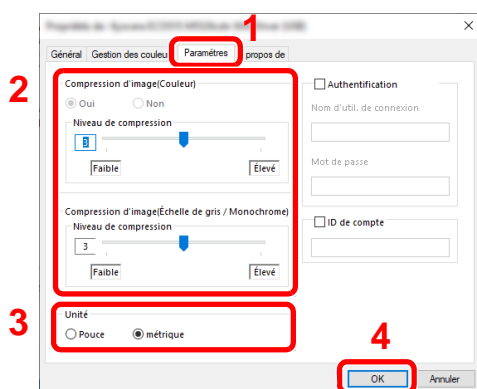 1
Général Gestion des couleu Paramétres propos de
2
Compression d'image(Couleur)
Oui Non
Niveau de compression
3
Faible Élevé
Compression d'image(Échelle de gris / Monochrome)
Niveau de compression
3
Faible Élevé
Authentification
Nom d'util. de connexion
Mot de passe
ID de compte
3
Unité
Pouce métrique
4
OK Annuler